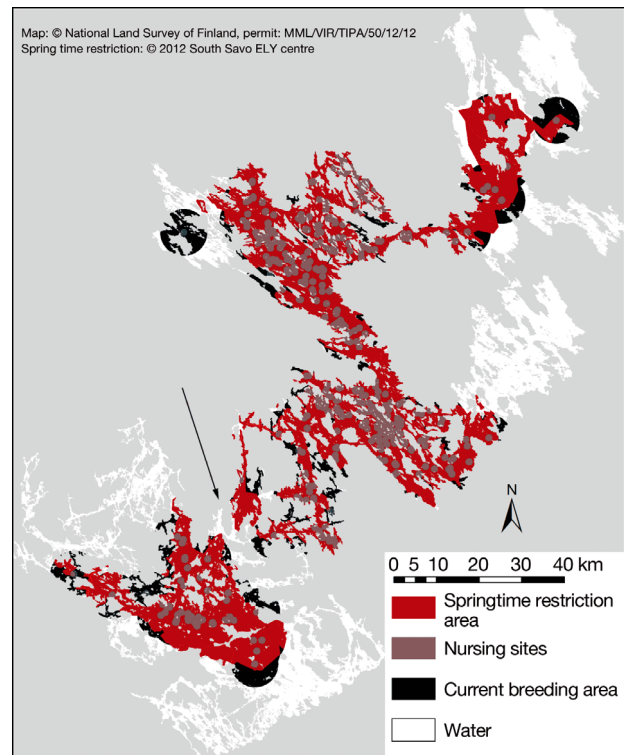 Map: © National Land Survey of Finland, permit: MML/VIR/TIPA/50/12/12
Spring time restriction: © 2012 South Savo ELY centre
N
0 5 10 20 30 40 km
Springtime restriction
area
Nursing sites
Current breeding area
Water